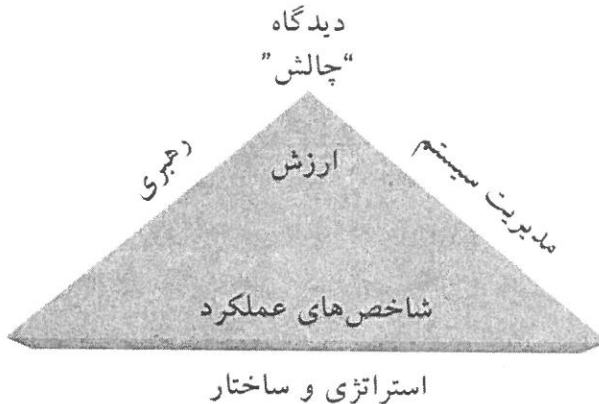 دیدگاه
“چالش”
رهبری
مدیریت سیستم
ارزش
شاخص‌های عملکرد
استراتژی و ساختار